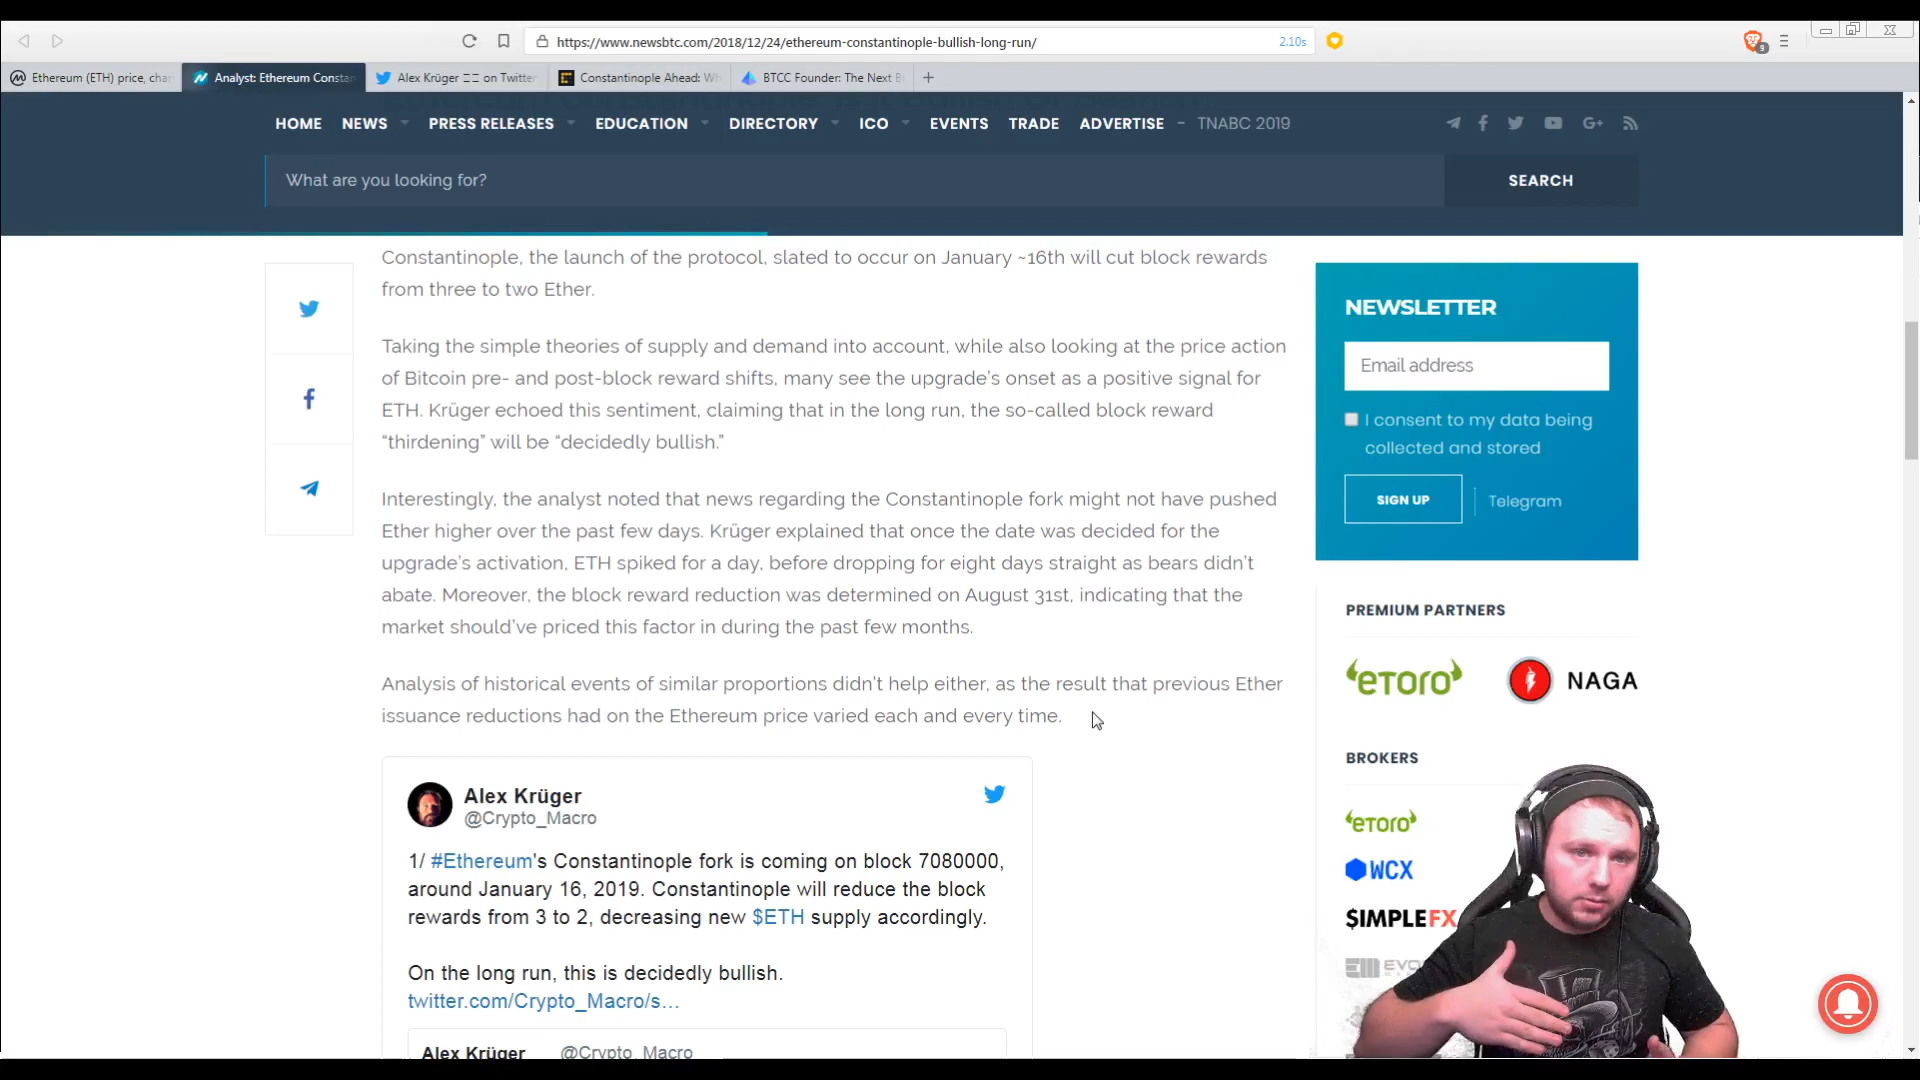 https://www.newsbtc.com/2018/12/24/ethereum-constantinople-bullish-long-run/
2.10s
9
Ethereum (ETH) price, char
Analyst: Ethereum Constan
Alex Krüger on Twitter
Constantinople Ahead: Wh
BTCC Founder: The Next B
HOME
NEWS
PRESS RELEASES
EDUCATION
DIRECTORY
ICO
EVENTS
TRADE
ADVERTISE
TNABC 2019
What are you looking for?
SEARCH
Constantinople, the launch of the protocol, slated to occur on January ~16th will cut block rewards
from three to two Ether.
Taking the simple theories of supply and demand into account, while also looking at the price action
of Bitcoin pre- and post-block reward shifts, many see the upgrade's onset as a positive signal for
ETH. Krüger echoed this sentiment, claiming that in the long run, the so-called block reward
“thirdening” will be “decidedly bullish.”
Interestingly, the analyst noted that news regarding the Constantinople fork might not have pushed
Ether higher over the past few days. Krüger explained that once the date was decided for the
upgrade's activation, ETH spiked for a day, before dropping for eight days straight as bears didn't
abate. Moreover, the block reward reduction was determined on August 31st, indicating that the
market should've priced this factor in during the past few months.
Analysis of historical events of similar proportions didn't help either, as the result that previous Ether
issuance reductions had on the Ethereum price varied each and every time.
Alex Krüger
@Crypto_Macro
1/ #Ethereum's Constantinople fork is coming on block 7080000,
around January 16, 2019. Constantinople will reduce the block
rewards from 3 to 2, decreasing new $ETH supply accordingly.
On the long run, this is decidedly bullish.
twitter.com/Crypto_Macro/s…
Alex Krüger @Crypto_Macro
NEWSLETTER
Email address
I consent to my data being
collected and stored
SIGN UP
Telegram
PREMIUM PARTNERS
eToro
NAGA
BROKERS
eToro
WCX
$IMPLEFX